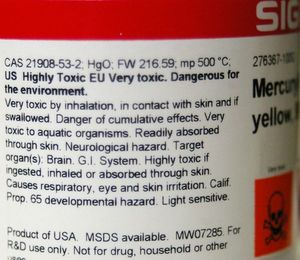 SIG
CAS 21908-53-2; HgO; FW 216.59; mp 500 °C;
US Highly Toxic EU Very toxic. Dangerous for
the environment.
Very toxic by inhalation, in contact with skin and if
swallowed. Danger of cumulative effects. Very
toxic to aquatic organisms. Readily absorbed
through skin. Neurological hazard. Target
organ(s): Brain. G.I. System. Highly toxic if
ingested, inhaled or absorbed through skin.
Causes respiratory, eye and skin irritation. Calif.
Prop. 65 developmental hazard. Light sensitive.
Product of USA. MSDS available. MW07285. For
R&D use only. Not for drug, household or other
uses.
Mercury
yellow,